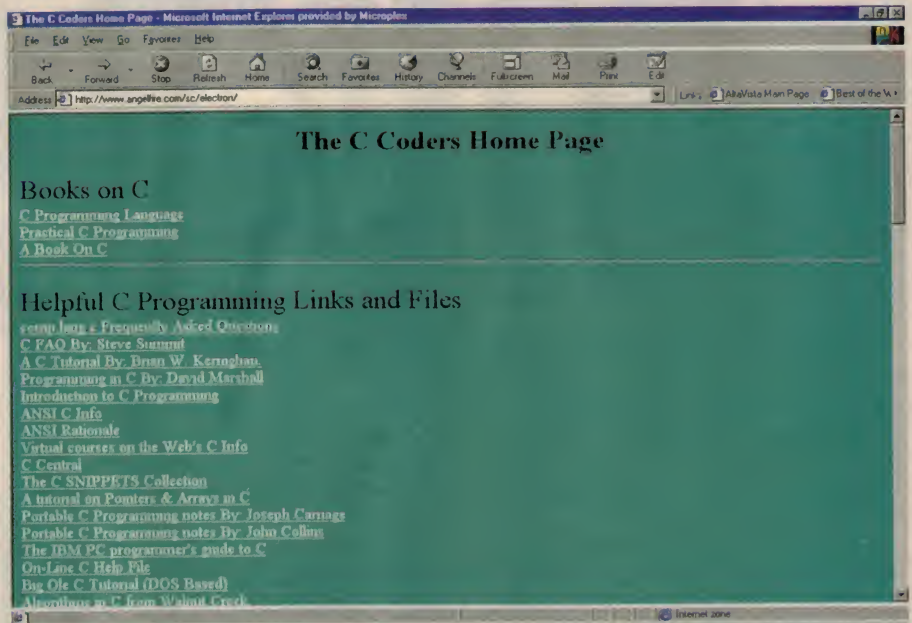 The C Coders Home Page - Microsoft Internet Explorer provided by Microplex
File Edit View Go Favorites Help
Back Forward Stop Refresh Home Search Favorites History Channels Fullscreen Mail Print Edit
Address http://www.angelfire.com/sc/electron/ Links AltaVista Main Page Best of the W
The C Coders Home Page
Books on C
C Programming Language
Practical C Programming
A Book On C
Helpful C Programming Links and Files
comp.lang.c Frequently Asked Questions
C FAQ By: Steve Summit
A C Tutorial By: Brian W. Kernighan.
Programming in C By: David Marshall
Introduction to C Programming
ANSI C Info
ANSI Rationale
Virtual courses on the Web's C Info
C Central
The C SNIPPETS Collection
A tutorial on Pointers & Arrays in C
Portable C Programming notes By: Joseph
Portable C Programming notes By: John Collins
The IBM PC programmer's guide to C
On-Line C Help File
Big Ole C Tutorial (DOS Based)
Algorithms in C from Walnut Creek
Internet zone